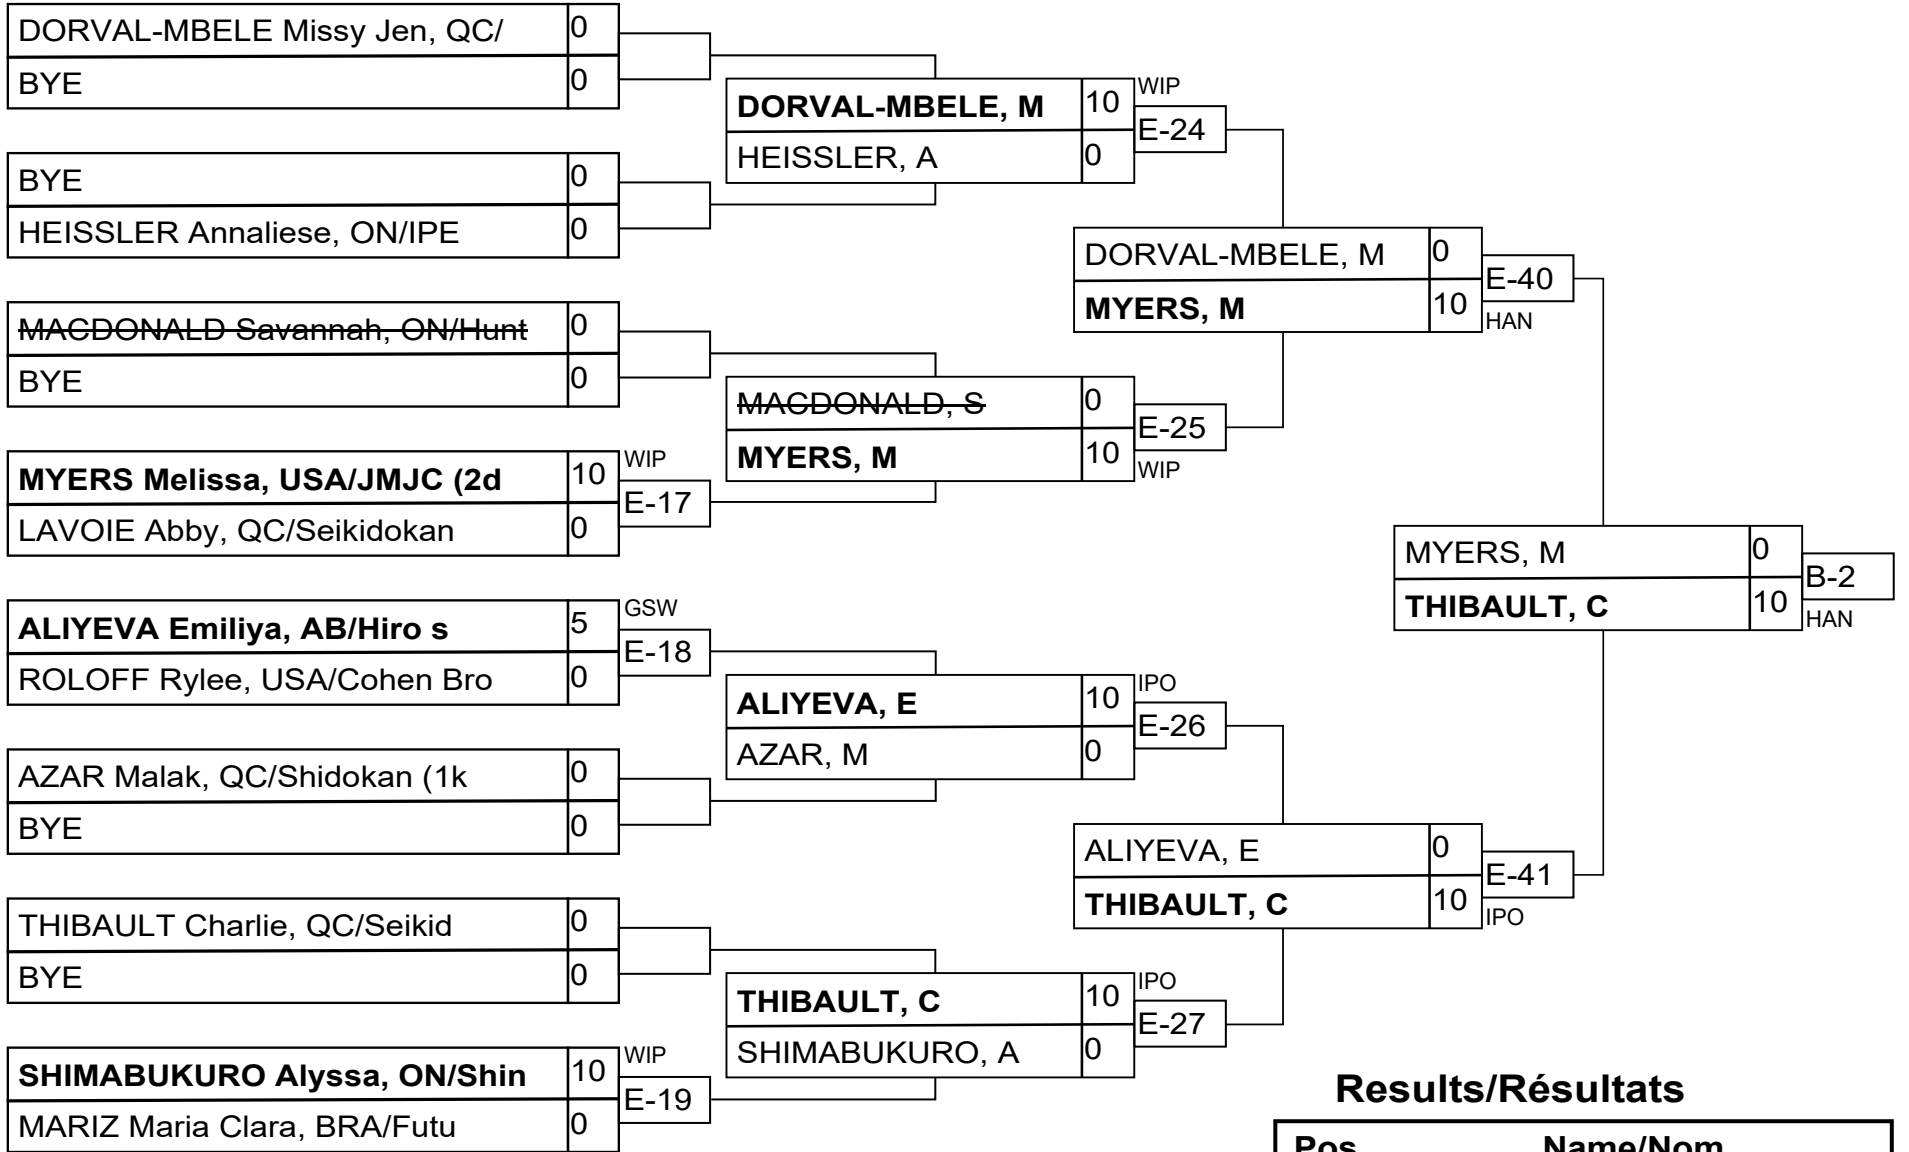 DORVAL-MBELE Missy Jen, QC/ 0
BYE 0
BYE 0
HEISSLER Annaliese, ON/IPE 0
MACDONALD Savannah, ON/Hunt 0
BYE 0
MYERS Melissa, USA/JMJC (2d 10 WIP
E-17
LAVOIE Abby, QC/Seikidokan 0
ALIYEVA Emiliya, AB/Hiro s 5 GSW
E-18
ROLOFF Rylee, USA/Cohen Bro 0
AZAR Malak, QC/Shidokan (1k 0
BYE 0
THIBAULT Charlie, QC/Seikid 0
BYE 0
SHIMABUKURO Alyssa, ON/Shin 10 WIP
E-19
MARIZ Maria Clara, BRA/Futu 0
DORVAL-MBELE, M 10 WIP
E-24
HEISSLER, A 0
MACDONALD, S 0
E-25
MYERS, M 10 WIP
ALIYEVA, E 10 IPO
E-26
AZAR, M 0
THIBAULT, C 10 IPO
E-27
SHIMABUKURO, A 0
DORVAL-MBELE, M 0
E-40
MYERS, M 10 HAN
ALIYEVA, E 0
E-41
THIBAULT, C 10 IPO
MYERS, M 0
B-2
THIBAULT, C 10 HAN
Results/Résultats
Pos Name/Nom